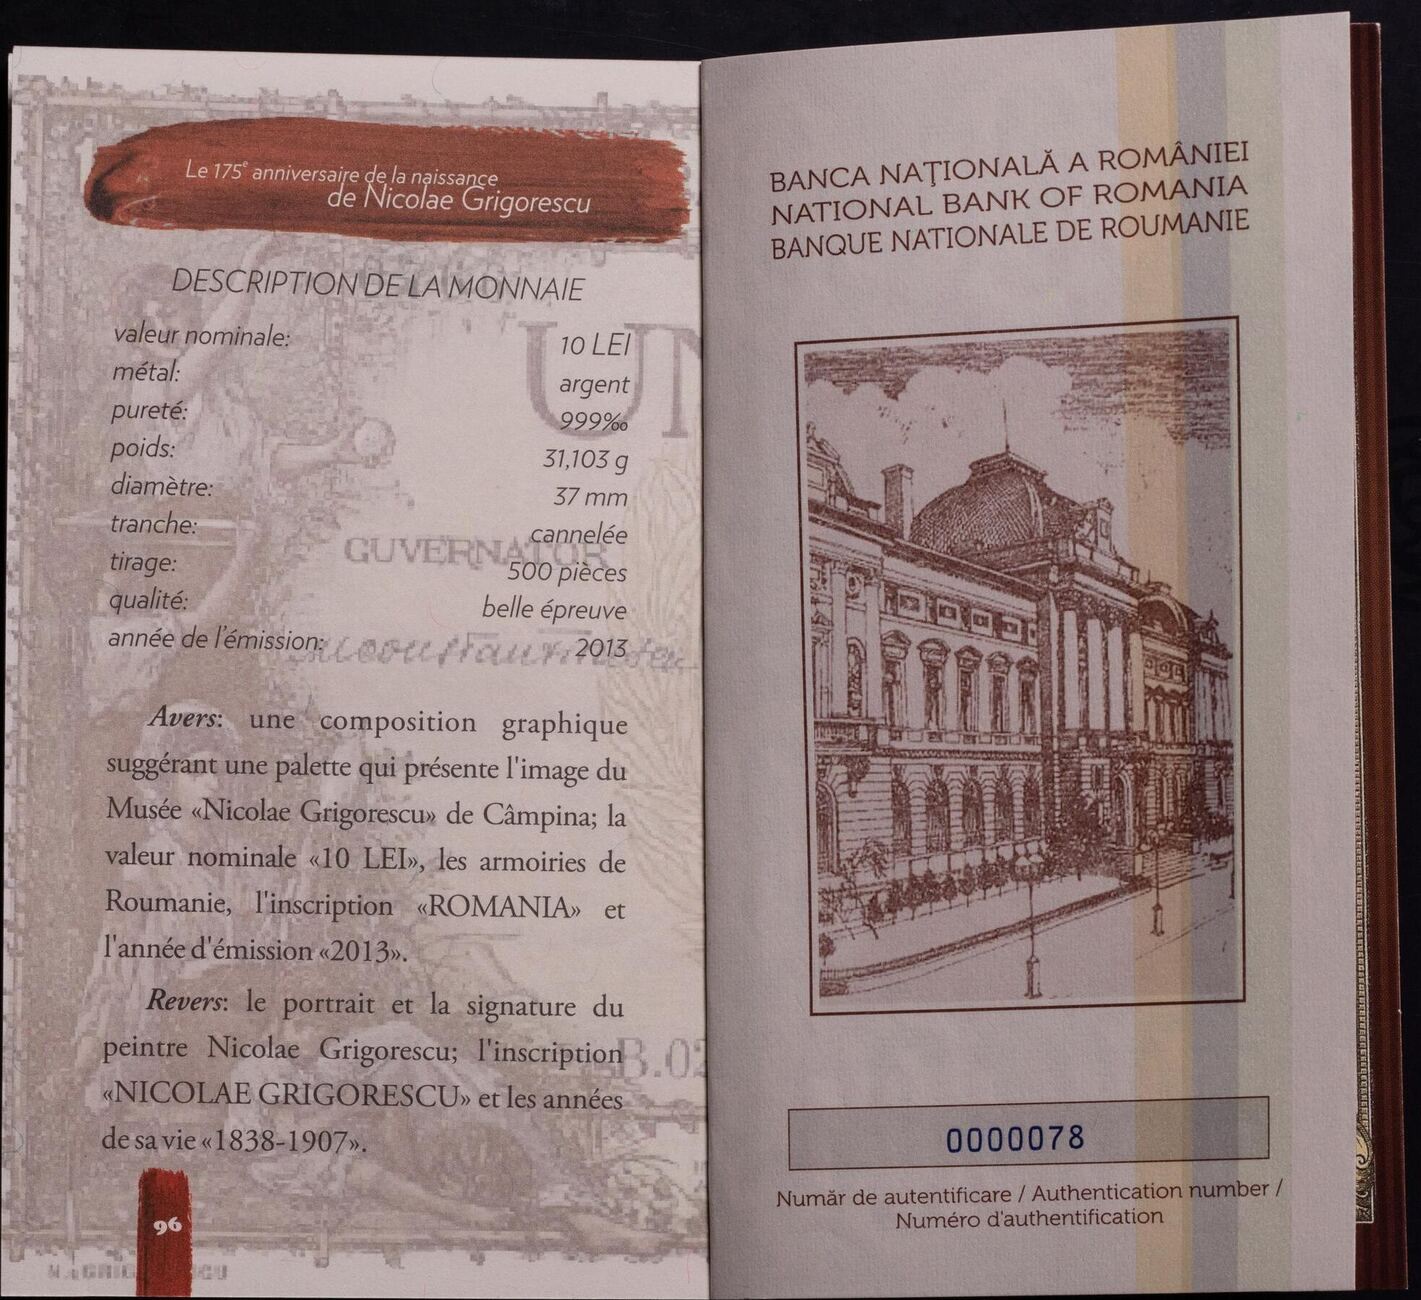 Le 175e anniversaire de la naissance
de Nicolae Grigorescu
DESCRIPTION DE LA MONNAIE
valeur nominale: 10 LEI
métal: argent
pureté: 999‰
poids: 31,103 g
diamètre: 37 mm
tranche: cannelée
tirage: 500 pièces
qualité: belle épreuve
année de l'émission: 2013
GUVERNATOR
Avers: une composition graphique
suggérant une palette qui présente l'image du
Musée «Nicolae Grigorescu» de Câmpina; la
valeur nominale «10 LEI», les armoiries de
Roumanie, l'inscription «ROMANIA» et
l'année d'émission «2013».
Revers: le portrait et la signature du
peintre Nicolae Grigorescu; l'inscription
«NICOLAE GRIGORESCU» et les années
de sa vie «1838-1907».
96
BANCA NAŢIONALĂ A ROMÂNIEI
NATIONAL BANK OF ROMANIA
BANQUE NATIONALE DE ROUMANIE
0000078
Număr de autentificare / Authentication number /
Numéro d'authentification